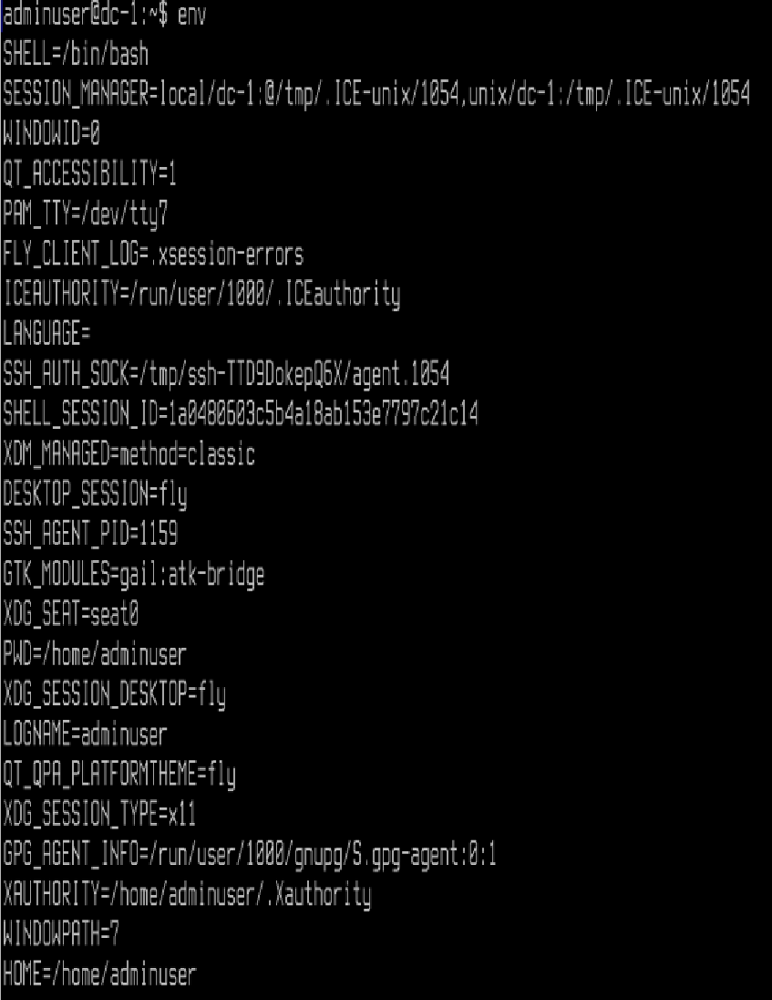 adminuser@dc-1:~$ env
SHELL=/bin/bash
SESSION_MANAGER=local/dc-1:@/tmp/.ICE-unix/1054,unix/dc-1:/tmp/.ICE-unix/1054
WINDOWID=0
QT_ACCESSIBILITY=1
PAM_TTY=/dev/tty7
FLY_CLIENT_LOG=.xsession-errors
ICEAUTHORITY=/run/user/1000/.ICEauthority
LANGUAGE=
SSH_AUTH_SOCK=/tmp/ssh-TTD9DokepQ6X/agent.1054
SHELL_SESSION_ID=1a0480603c5b4a18ab153e7797c21c14
XDM_MANAGED=method=classic
DESKTOP_SESSION=fly
SSH_AGENT_PID=1159
GTK_MODULES=gail:atk-bridge
XDG_SEAT=seat0
PWD=/home/adminuser
XDG_SESSION_DESKTOP=fly
LOGNAME=adminuser
QT_QPA_PLATFORMTHEME=fly
XDG_SESSION_TYPE=x11
GPG_AGENT_INFO=/run/user/1000/gnupg/S.gpg-agent:0:1
XAUTHORITY=/home/adminuser/.Xauthority
WINDOWPATH=7
HOME=/home/adminuser